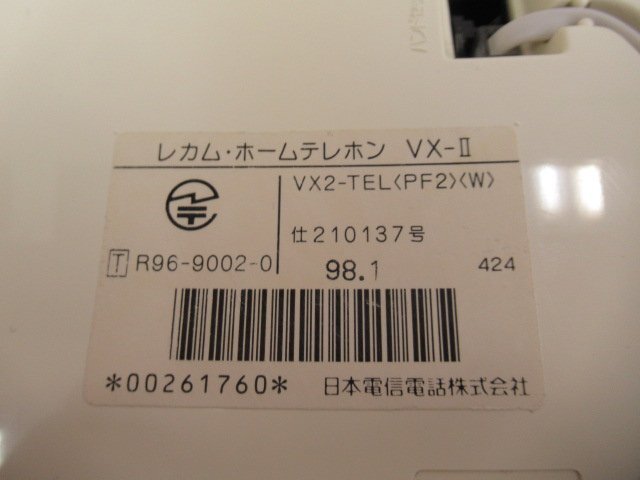 レカム・ホームテレホン VX-Ⅱ
VX2-TEL〈PF2〉〈W〉
仕210137号
T R96-9002-0
98.1
424
*00261760*
日本電信電話株式会社